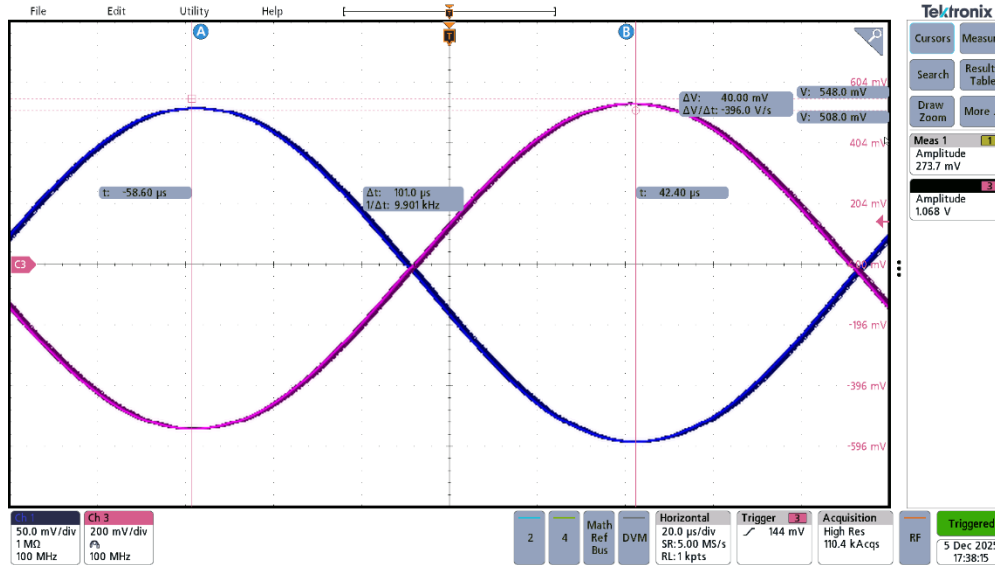 File Edit Utility Help
T
T
A
B
Tektronix
Cursors
Search
Draw
Zoom
Table
More
ΔV: 40.00 mV
ΔV/Δt: -396.0 V/s
V: 548.0 mV
V: 508.0 mV
604 mV
404 mV
204 mV
-196 mV
-396 mV
-596 mV
t: -58.60 µs
Δt: 101.0 µs
1/Δt: 9.901 kHz
t: 42.40 µs
C3
Meas 1 1
Amplitude
273.7 mV
3
Amplitude
1.068 V
Ch 1
50.0 mV/div
1 MΩ
100 MHz
Ch 3
200 mV/div
100 MHz
2
4
Math
Ref
Bus
DVM
Horizontal
20.0 µs/div
SR: 5.00 MS/s
RL: 1 kpts
Trigger 3
144 mV
Acquisition
High Res
110.4 kAcqs
RF
Triggered
5 Dec 2025
17:38:15